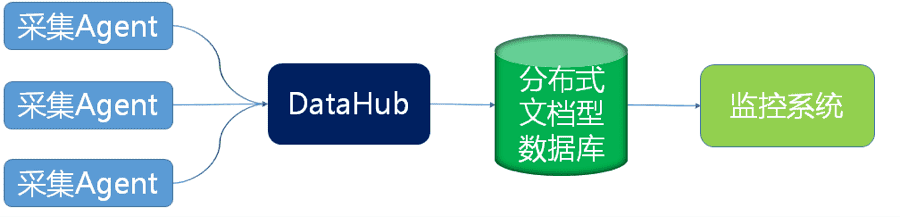 采集Agent
采集Agent
采集Agent
DataHub
分布式
文档型
数据库
监控系统